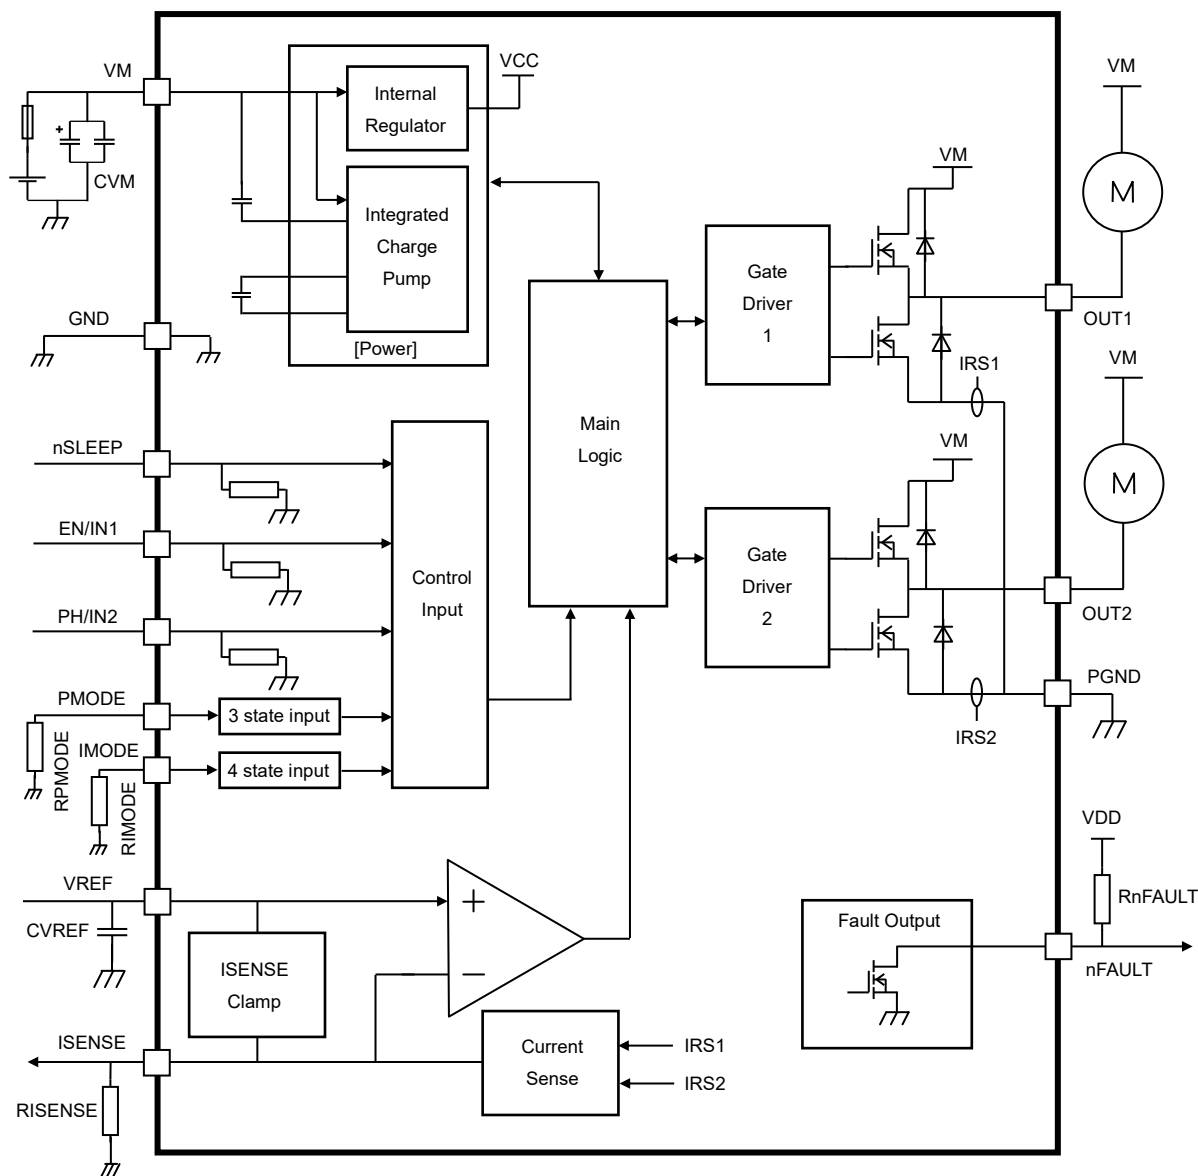 VM
CVM
Internal
Regulator
VCC
Integrated
Charge
Pump
[Power]
GND
nSLEEP
EN/IN1
PH/IN2
PMODE
RPMODE
IMODE
RIMODE
3 state input
4 state input
Control
Input
Main
Logic
Gate
Driver
1
VM
IRS1
VM
M
OUT1
Gate
Driver
2
VM
IRS2
VM
M
OUT2
PGND
VREF
CVREF
+
−
ISENSE
Clamp
ISENSE
RISENSE
Current
Sense
IRS1
IRS2
Fault Output
VDD
RnFAULT
nFAULT